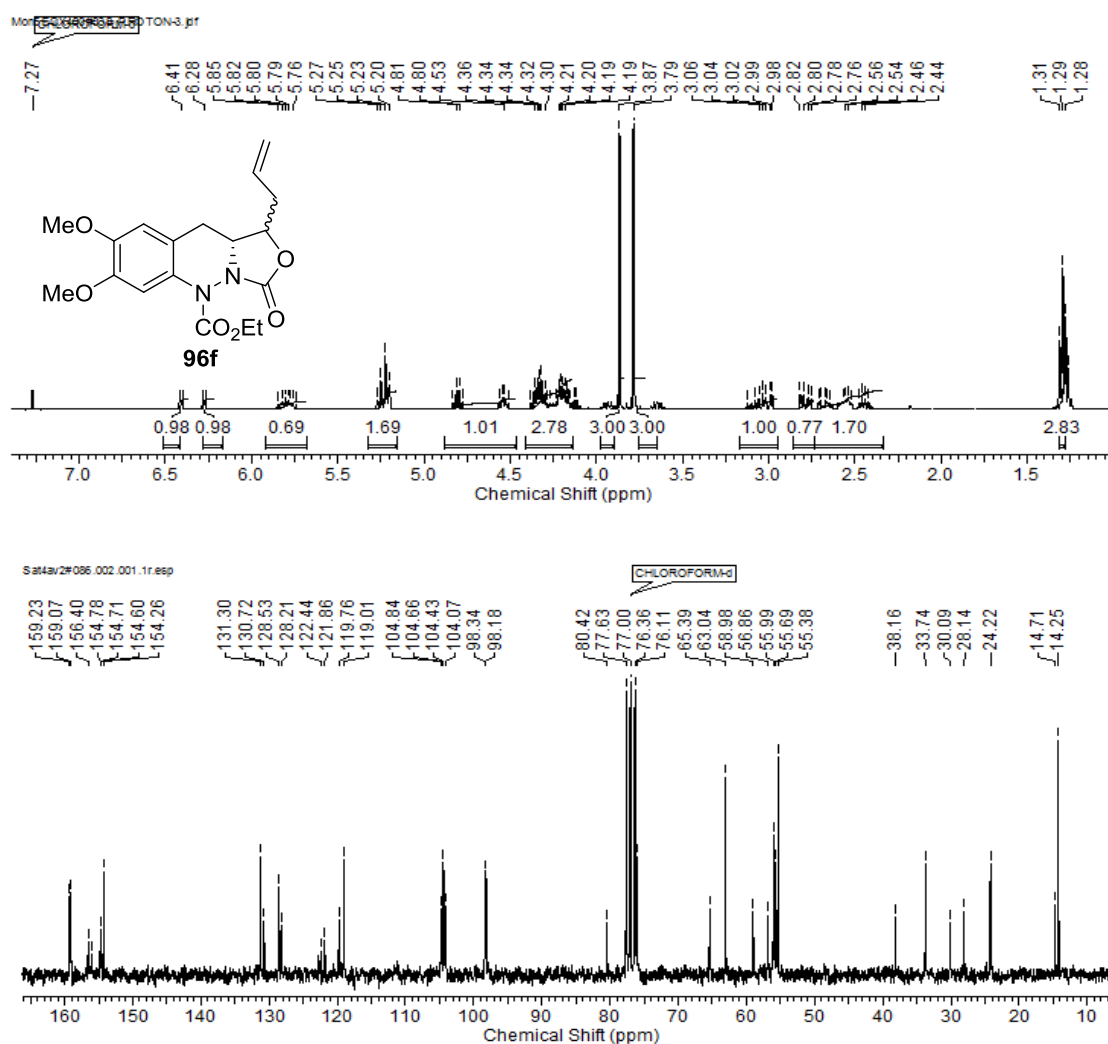 CHLOROFORM-d
7.27 6.41 6.28 5.85 5.82 5.80 5.79 5.76 5.27 5.25 5.23 5.20 4.81 4.80 4.53 4.36 4.34 4.34 4.32 4.30 4.21 4.20 4.19 4.19 3.87 3.79 3.06 3.04 3.02 2.99 2.98 2.82 2.80 2.78 2.76 2.56 2.54 2.46 2.44 1.31 1.29 1.28
MeO
MeO
O
N
N
O
CO2Et
96f
0.98 0.98 0.69 1.69 1.01 2.78 3.00 3.00 1.00 0.77 1.70 2.83
7.0 6.5 6.0 5.5 5.0 4.5 4.0 3.5 3.0 2.5 2.0 1.5
Chemical Shift (ppm)
Sat4av2#086.002.001.1r.esp
CHLOROFORM-d
159.23 159.07 156.40 154.78 154.71 154.60 154.26 131.30 130.72 128.53 128.21 122.44 121.86 119.76 119.01 104.84 104.66 104.43 104.07 98.34 98.18 80.42 77.63 77.00 76.36 76.11 65.39 63.04 58.98 56.86 55.99 55.69 55.38 38.16 33.74 30.09 28.14 24.22 14.71 14.25
160 150 140 130 120 110 100 90 80 70 60 50 40 30 20 10
Chemical Shift (ppm)